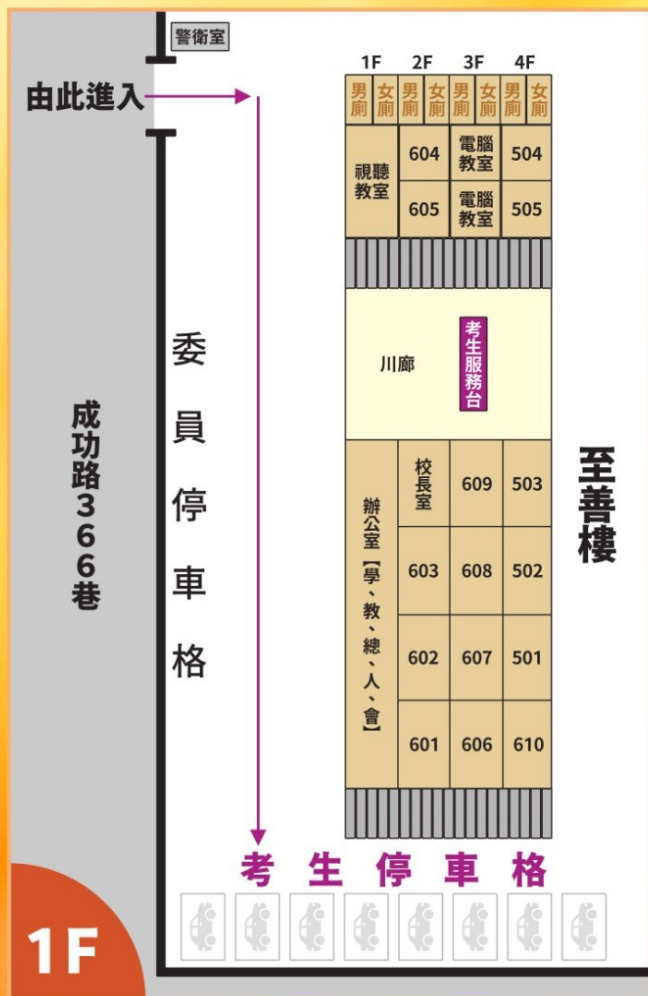 警衛室
由此進入
1F 2F 3F 4F
男廁 女廁 男廁 女廁 男廁 女廁 男廁 女廁
視聽教室
604 電腦教室 504
605 電腦教室 505
川廊
考生服務台
委員停車格
成功路366巷
至善樓
辦公室【學、教、總、人、會】
校長室 609 503
603 608 502
602 607 501
601 606 610
考生停車格
1F